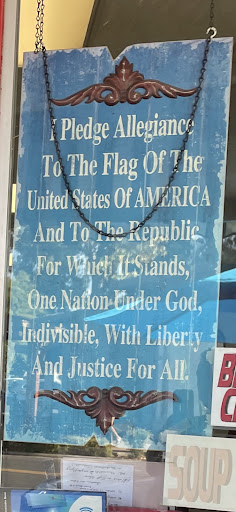 I Pledge Allegiance
To The Flag Of The
United States Of AMERICA
And To The Republic
For Which It Stands,
One Nation Under God,
Indivisible, With Liberty
And Justice For All.
SOUP